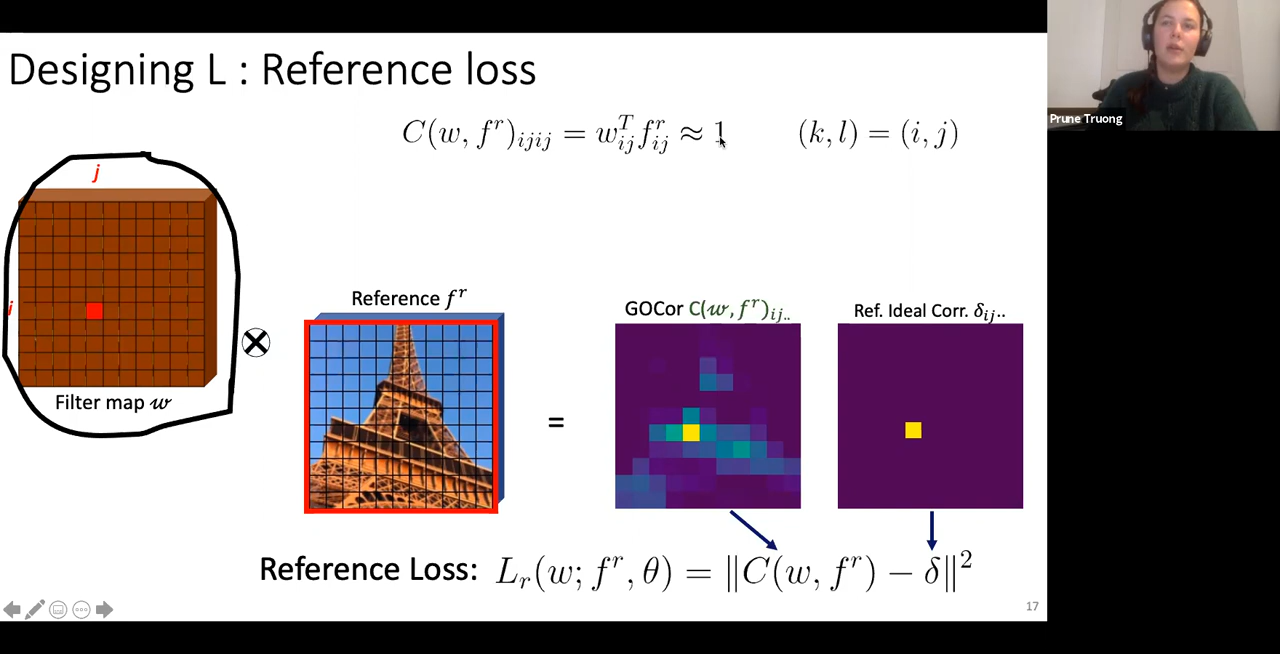 Designing L : Reference loss
C(w, f^r)_{ijij} = w_{ij}^T f_{ij}^r ≈ 1 (k, l) = (i, j)
Prune Truong
j
i
Filter map w
Reference f^r
=
GOCor C(w, f^r)_{ij..}
Ref. Ideal Corr. δ_{ij}..
Reference Loss: L_r(w; f^r, θ) = ‖C(w, f^r) − δ‖^2
17